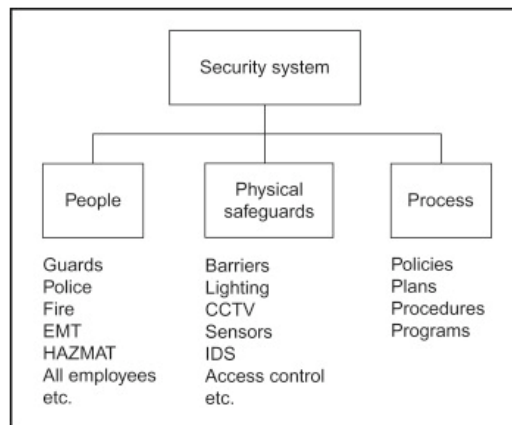 Security system
People
Physical
safeguards
Process
Guards
Police
Fire
EMT
HAZMAT
All employees
etc.
Barriers
Lighting
CCTV
Sensors
IDS
Access control
etc.
Policies
Plans
Procedures
Programs